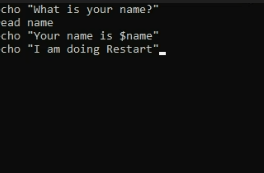 cho "What is your name?"
ead name
cho "Your name is $name"
cho "I am doing Restart"